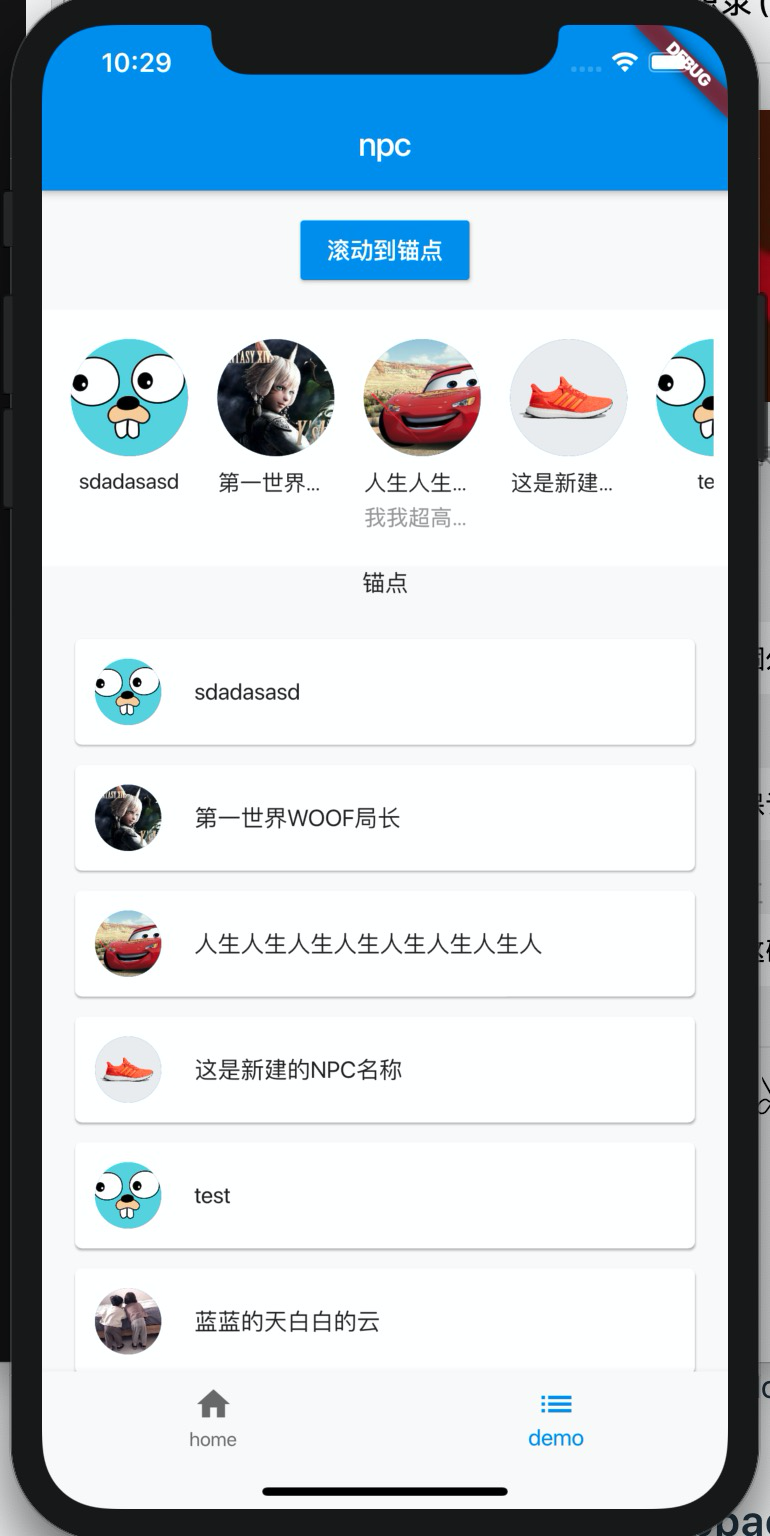 10:29
DEBUG
npc
滚动到锚点
sdadasasd
第一世界...
人生人生...
这是新建...
te
我我超高...
锚点
sdadasasd
第一世界WOOF局长
人生人生人生人生人生人生人生人
这是新建的NPC名称
test
蓝蓝的天白白的云
home
demo